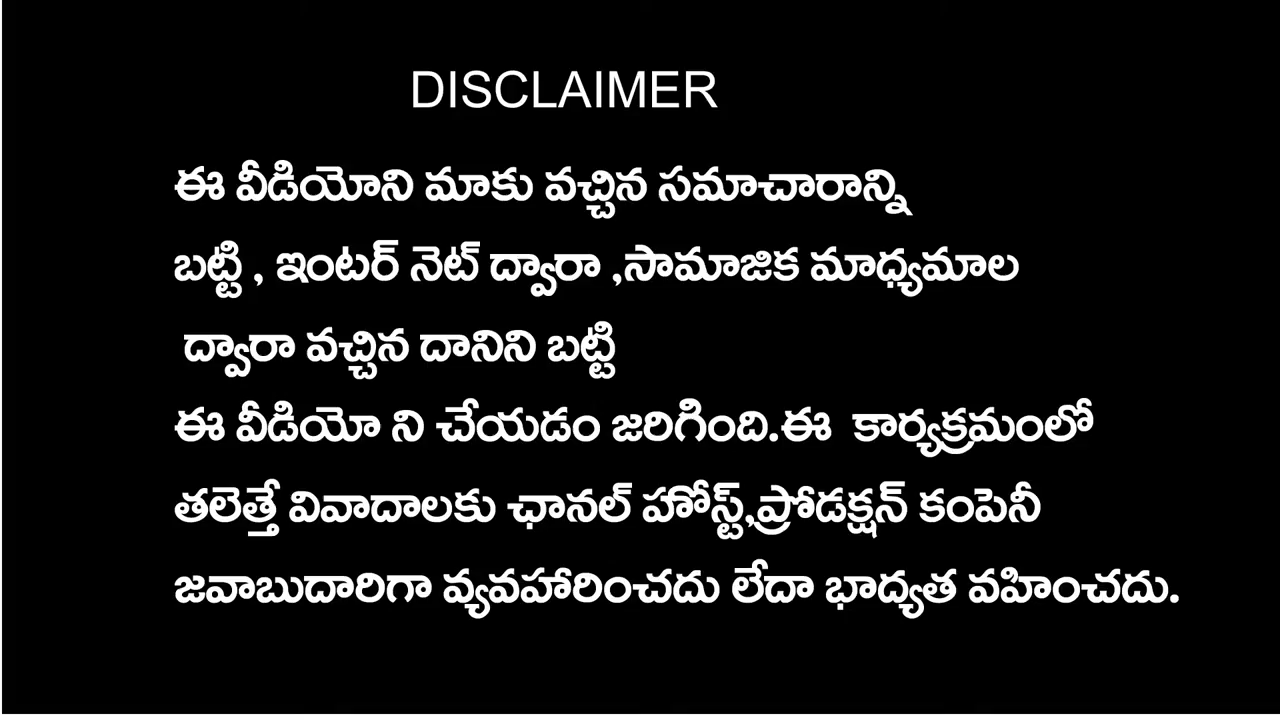 DISCLAIMER
ఈ వీడియోని మాకు వచ్చిన సమాచారాన్ని
బట్టి , ఇంటర్ నెట్ ద్వారా ,సామాజిక మాధ్యమాల
ద్వారా వచ్చిన దానిని బట్టి
ఈ వీడియో ని చేయడం జరిగింది.ఈ కార్యక్రమంలో
తలెత్తే వివాదాలకు ఛానల్ హోస్ట్,ప్రోడక్షన్ కంపెనీ
జవాబుదారిగా వ్యవహారించదు లేదా భాద్యత వహించదు.